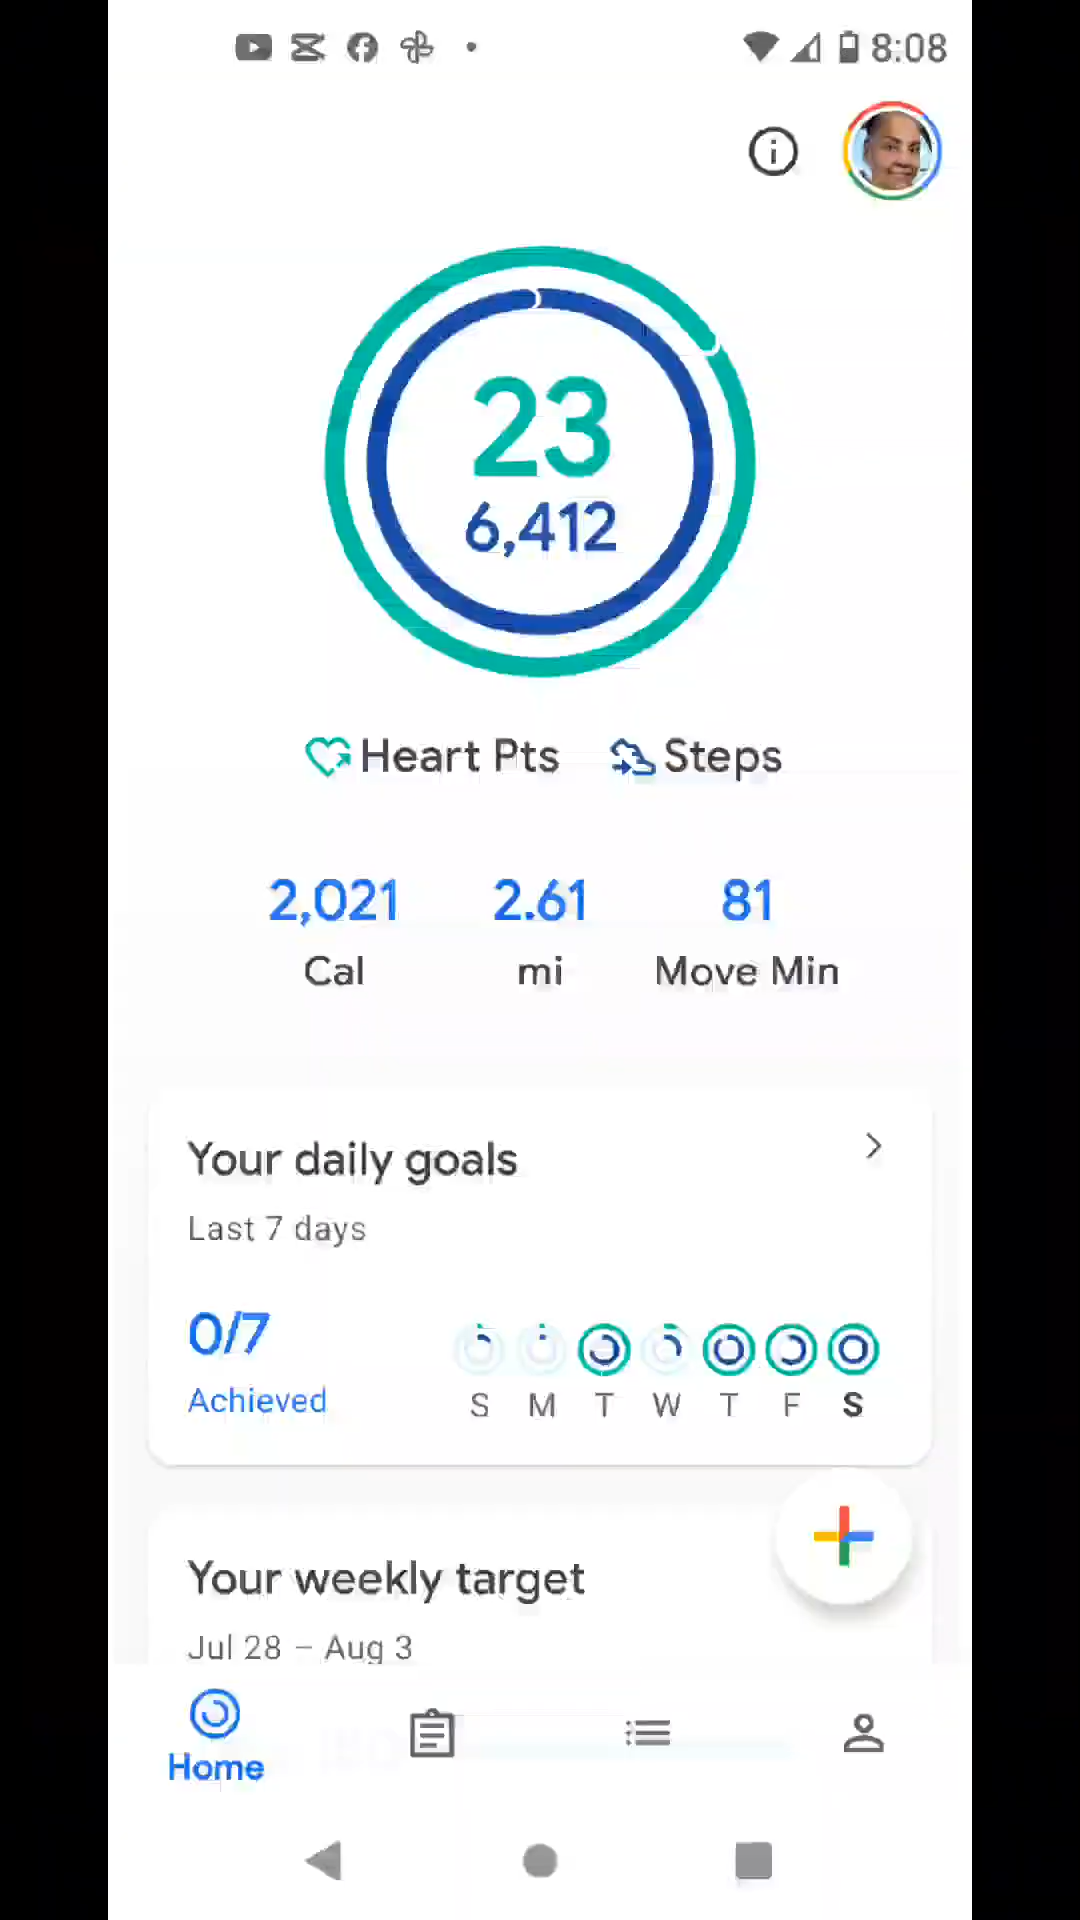 8:08
23
6,412
Heart Pts Steps
2,021 2.61 81
Cal mi Move Min
Your daily goals
Last 7 days
0/7
Achieved
S M T W T F S
Your weekly target
Jul 28 – Aug 3
Home